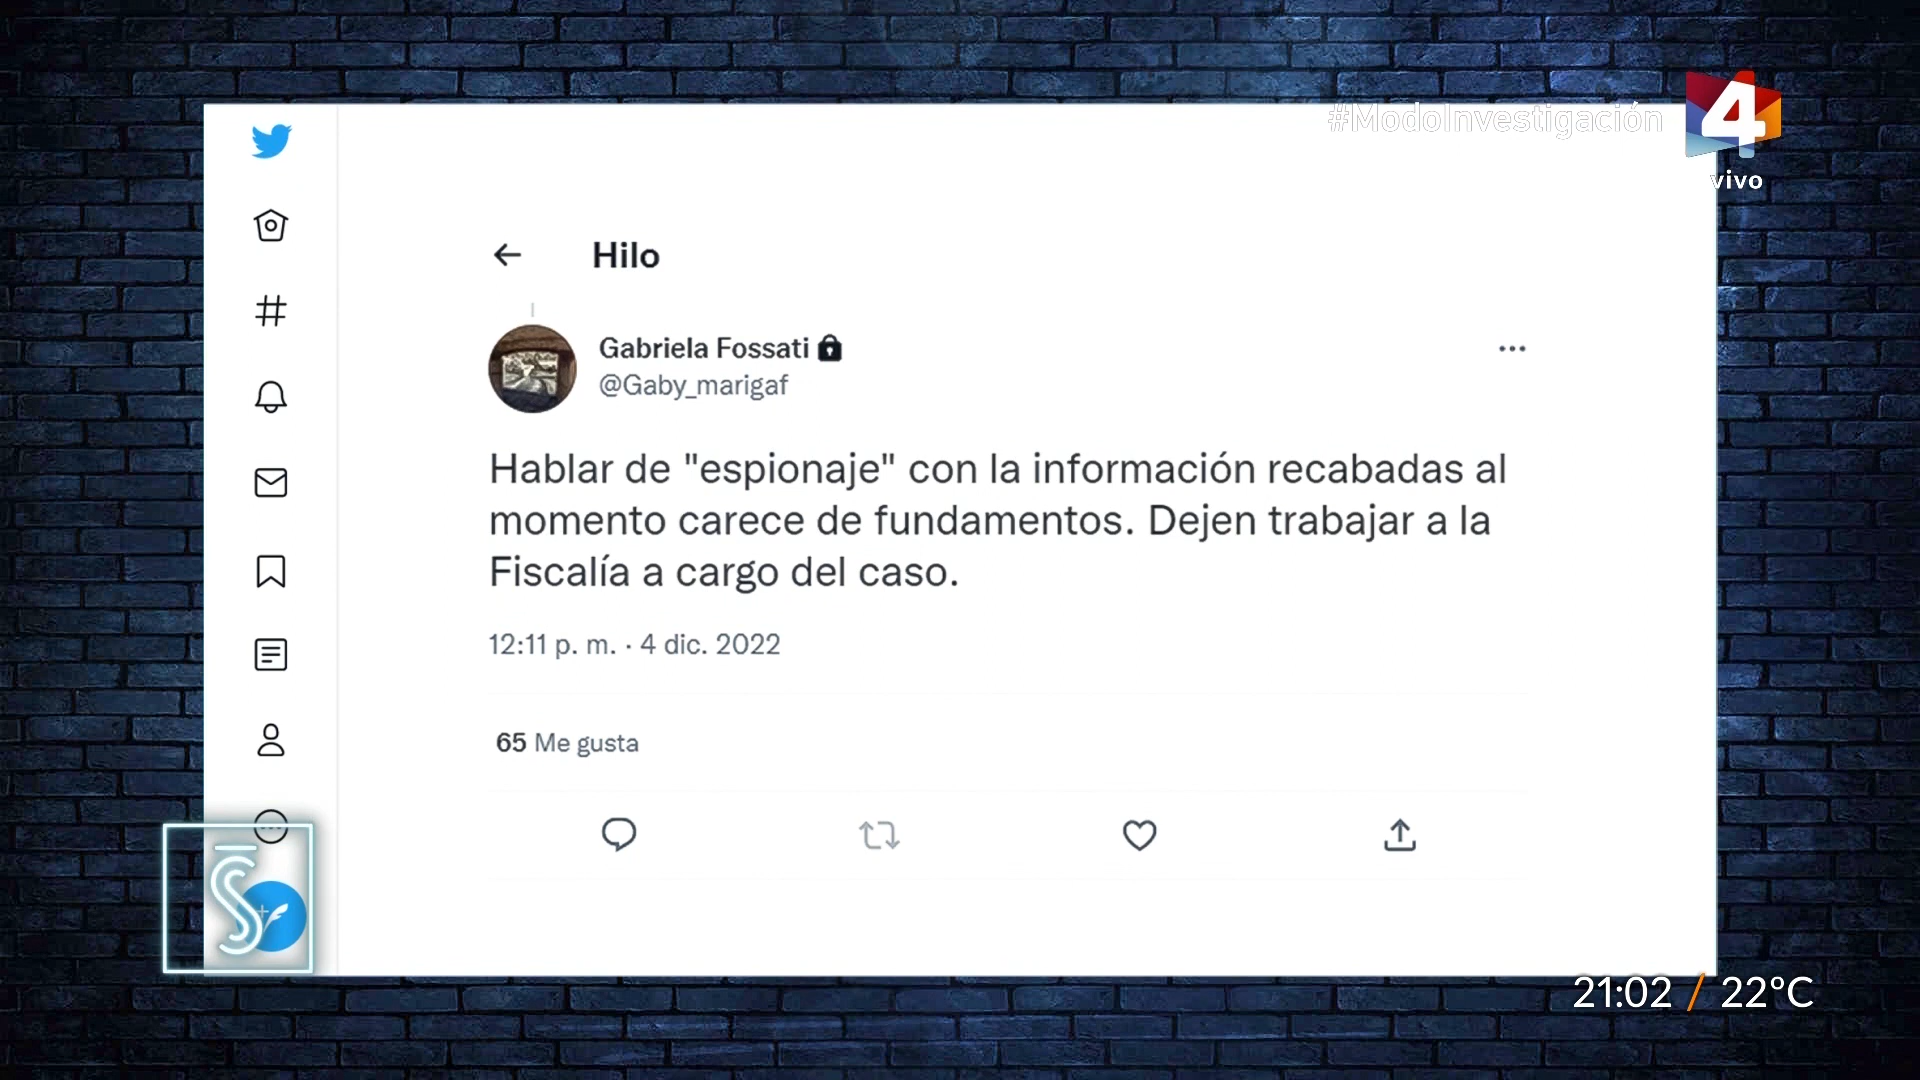 #ModoInvestigación
4
vivo
Hilo
Gabriela Fossati
@Gaby_marigaf
Hablar de "espionaje" con la información recabadas al
momento carece de fundamentos. Dejen trabajar a la
Fiscalía a cargo del caso.
12:11 p. m. · 4 dic. 2022
65 Me gusta
S
21:02 / 22°C